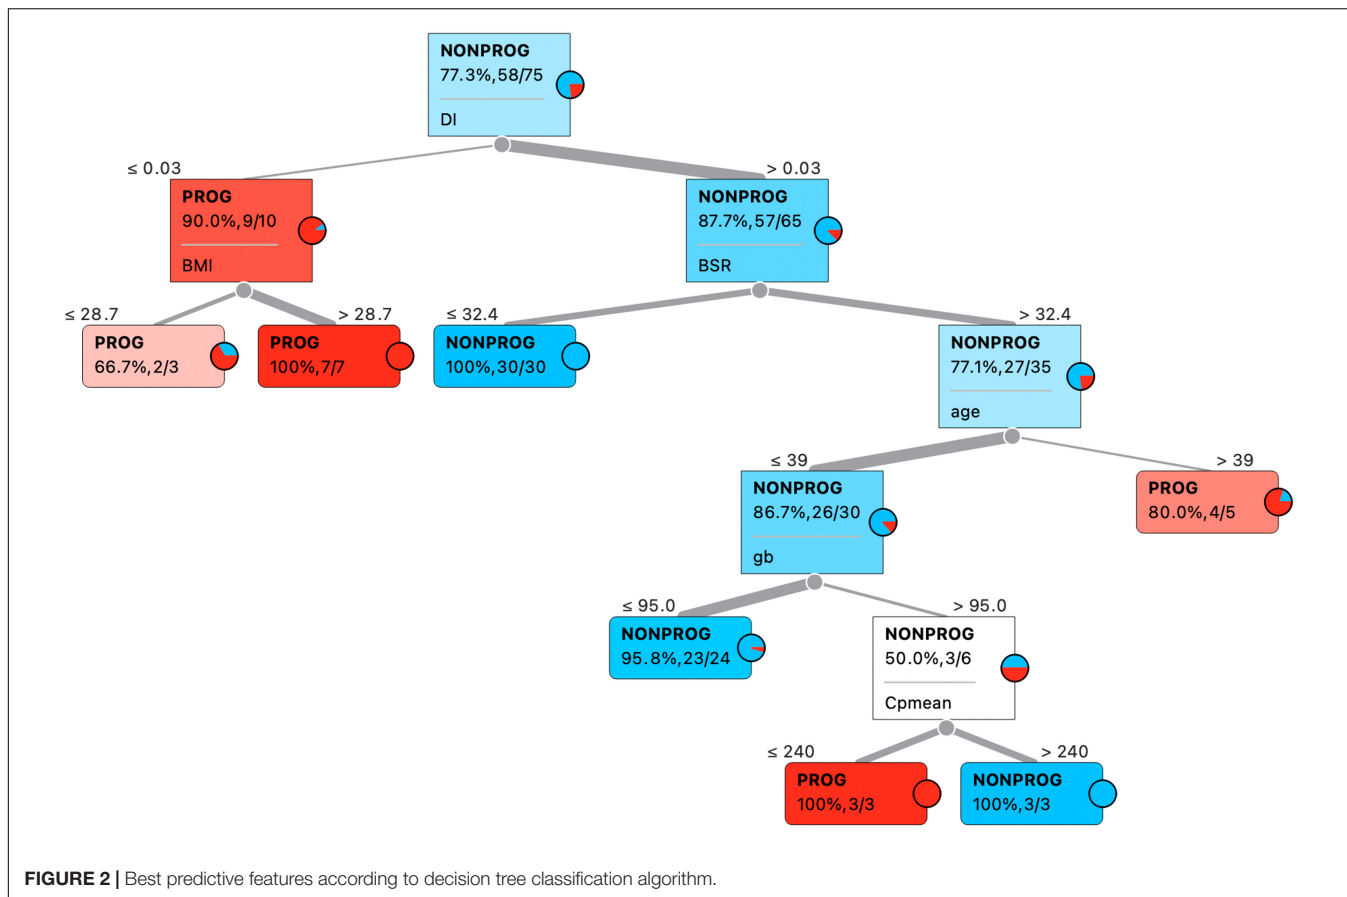 NONPROG
77.3%,58/75
DI
≤ 0.03
> 0.03
PROG
90.0%,9/10
BMI
NONPROG
87.7%,57/65
BSR
≤ 28.7
> 28.7
≤ 32.4
> 32.4
PROG
66.7%,2/3
PROG
100%,7/7
NONPROG
100%,30/30
NONPROG
77.1%,27/35
age
≤ 39
> 39
NONPROG
86.7%,26/30
gb
PROG
80.0%,4/5
≤ 95.0
> 95.0
NONPROG
95.8%,23/24
NONPROG
50.0%,3/6
Cpmean
≤ 240
> 240
PROG
100%,3/3
NONPROG
100%,3/3
FIGURE 2 | Best predictive features according to decision tree classification algorithm.